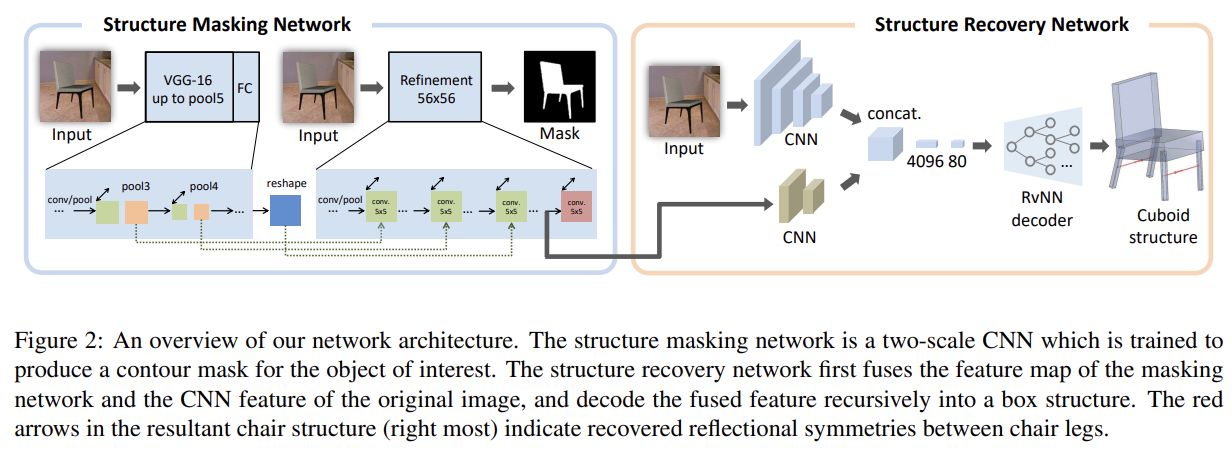 Structure Masking Network
Structure Recovery Network
VGG-16
up to pool5
FC
Input
Refinement
56x56
Input
Mask
conv/pool
...
pool3
pool4
...
reshape
conv/pool
...
conv.
5x5
...
conv.
5x5
...
conv.
5x5
...
conv.
5x5
Input
CNN
CNN
concat.
4096 80
...
RvNN
decoder
Cuboid
structure
Figure 2: An overview of our network architecture. The structure masking network is a two-scale CNN which is trained to
produce a contour mask for the object of interest. The structure recovery network first fuses the feature map of the masking
network and the CNN feature of the original image, and decode the fused feature recursively into a box structure. The red
arrows in the resultant chair structure (right most) indicate recovered reflectional symmetries between chair legs.